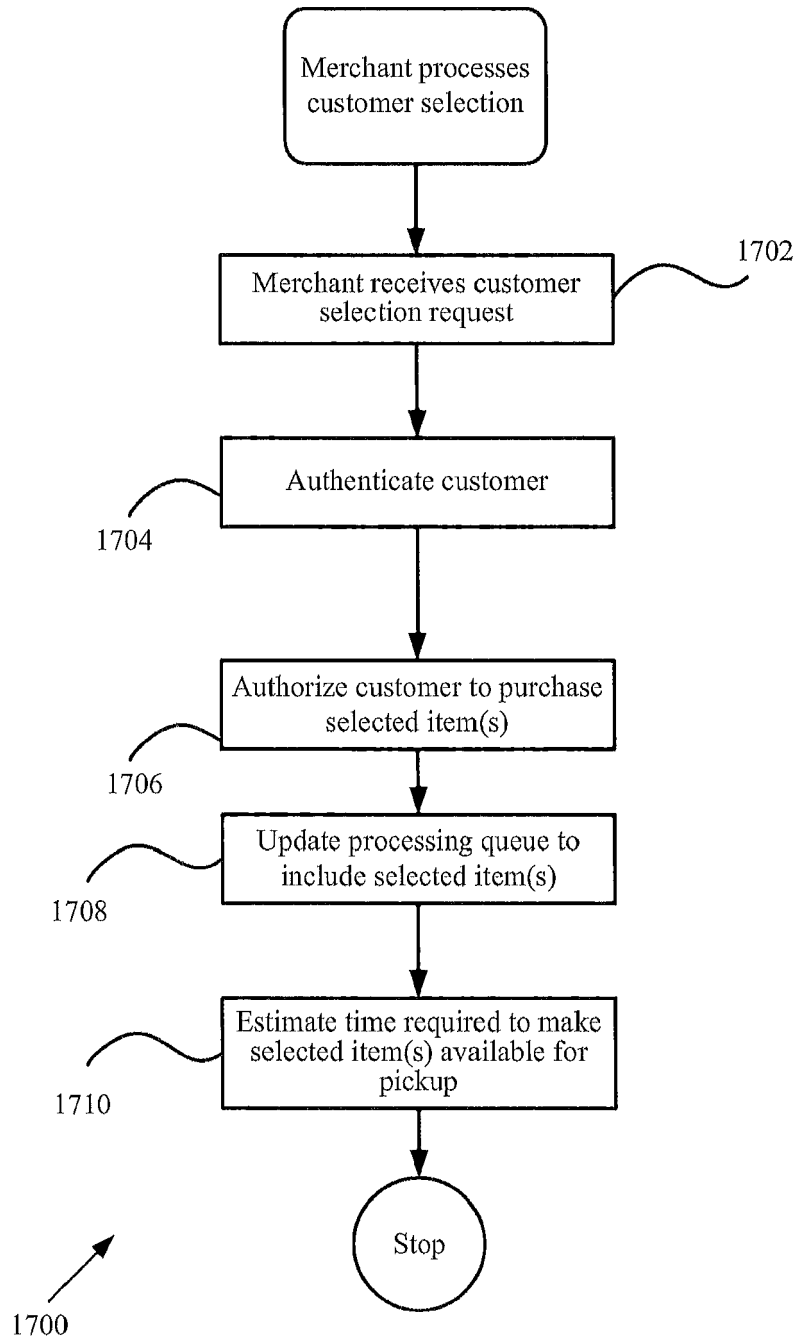 Merchant processes
customer selection
1702
Merchant receives customer
selection request
Authenticate customer
1704
Authorize customer to purchase
selected item(s)
1706
Update processing queue to
include selected item(s)
1708
Estimate time required to make
selected item(s) available for
pickup
1710
Stop
1700